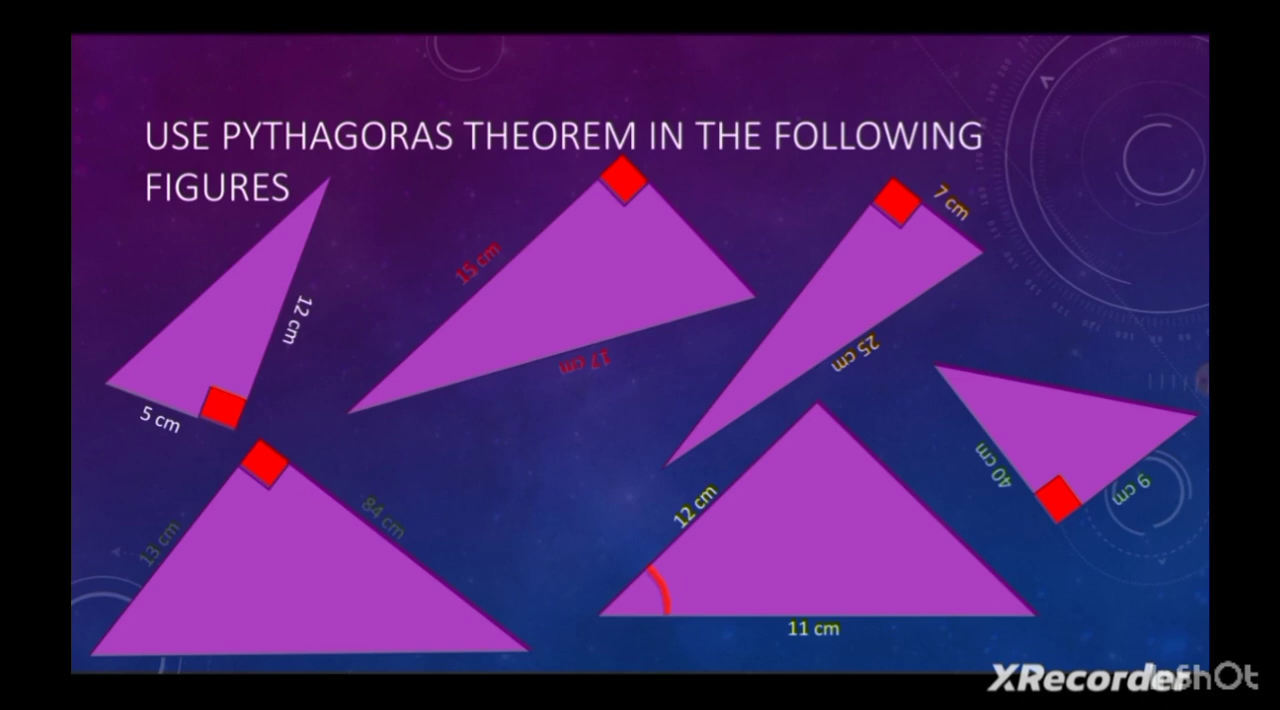 USE PYTHAGORAS THEOREM IN THE FOLLOWING
FIGURES
5 cm
12 cm
15 cm
17 cm
7 cm
25 cm
40 cm
9 cm
13 cm
84 cm
12 cm
11 cm
XRecorder